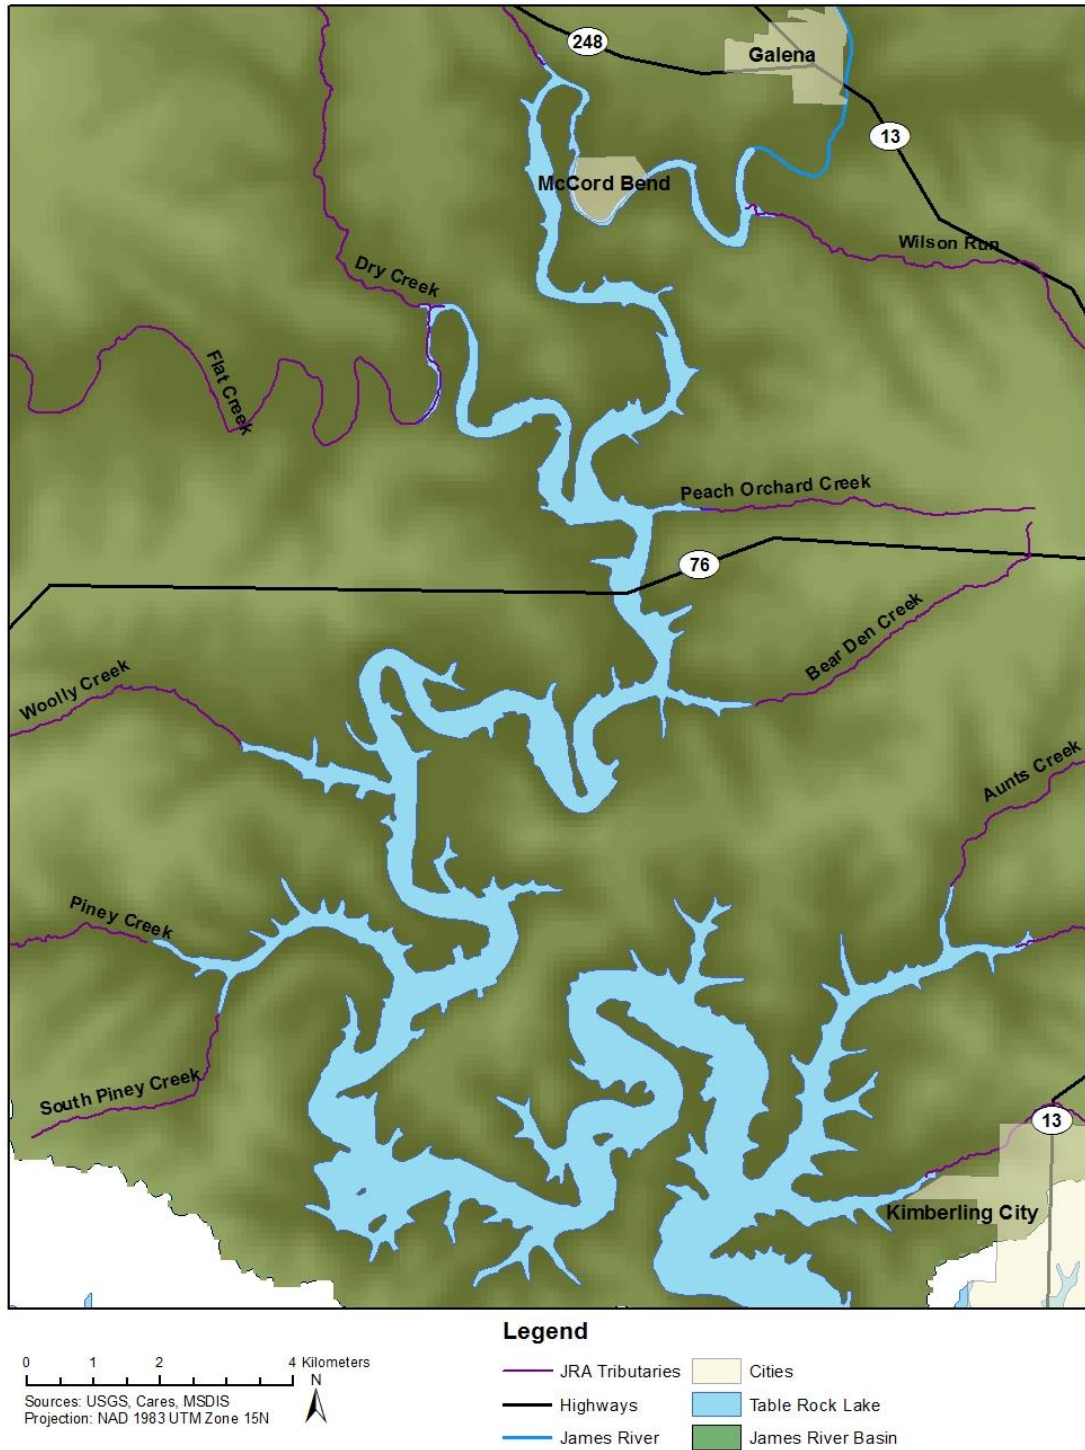 248
Galena
13
McCord Bend
Wilson Run
Dry Creek
Flat Creek
Peach Orchard Creek
76
Bear Den Creek
Woolly Creek
Aunts Creek
Piney Creek
South Piney Creek
13
Kimberling City
Legend
0 1 2 4 Kilometers
N
Sources: USGS, Cares, MSDIS
Projection: NAD 1983 UTM Zone 15N
JRA Tributaries
Highways
James River
Cities
Table Rock Lake
James River Basin